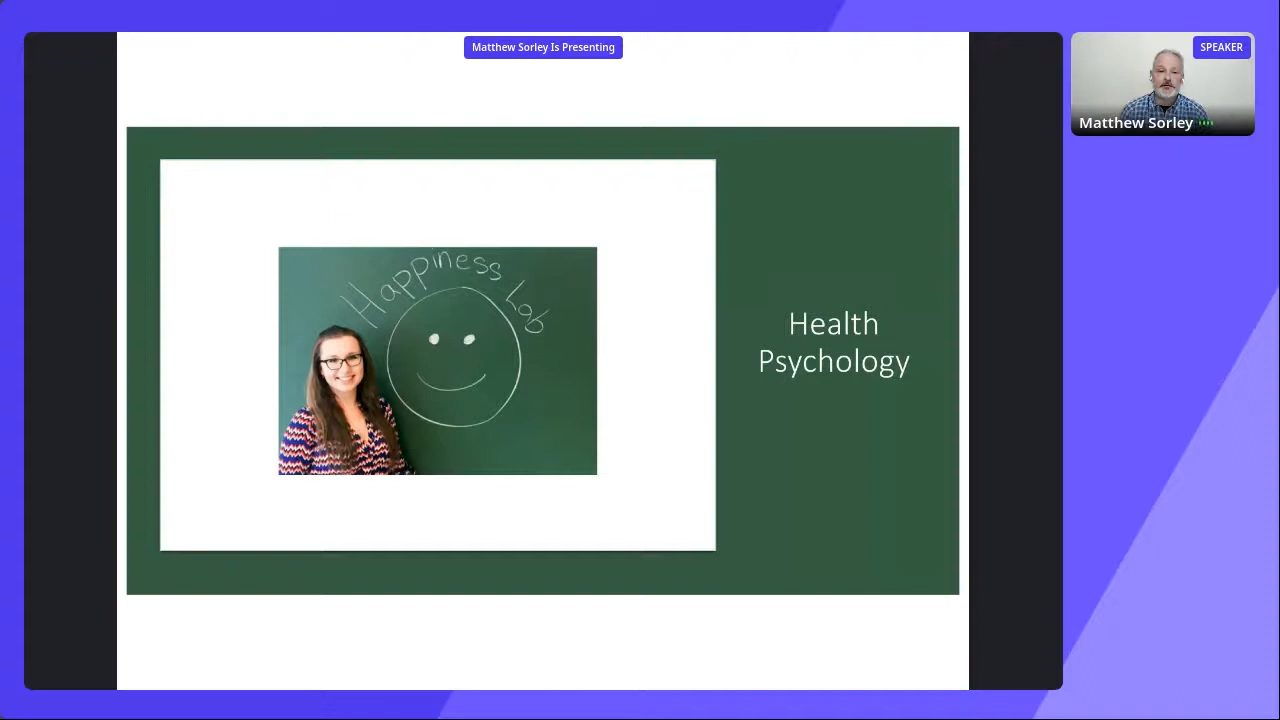 Matthew Sorley Is Presenting
SPEAKER
Matthew Sorley
Happiness Lab
Health
Psychology